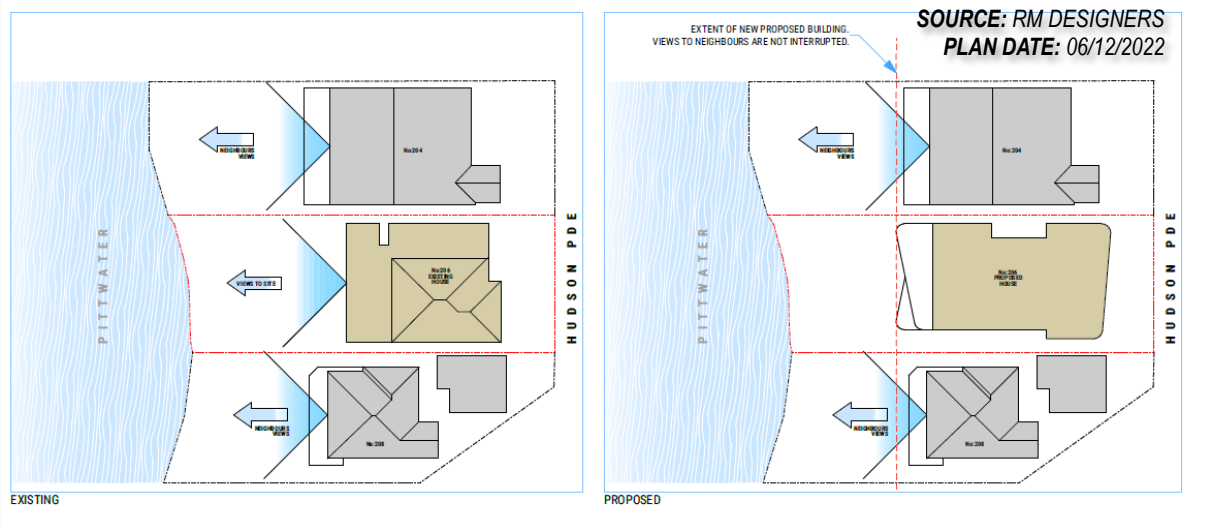 SOURCE: RM DESIGNERS
PLAN DATE: 06/12/2022
NEIGHBOURS
VIEWS
No:204
PITTWATER
VIEWS TO SITE
No:206
EXISTING
HOUSE
HUDSON PDE
NEIGHBOURS
VIEWS
No:208
EXISTING
EXTENT OF NEW PROPOSED BUILDING.
VIEWS TO NEIGHBOURS ARE NOT INTERRUPTED.
NEIGHBOURS
VIEWS
No:204
PITTWATER
No:206
PROPOSED
HOUSE
HUDSON PDE
NEIGHBOURS
VIEWS
No:208
PROPOSED